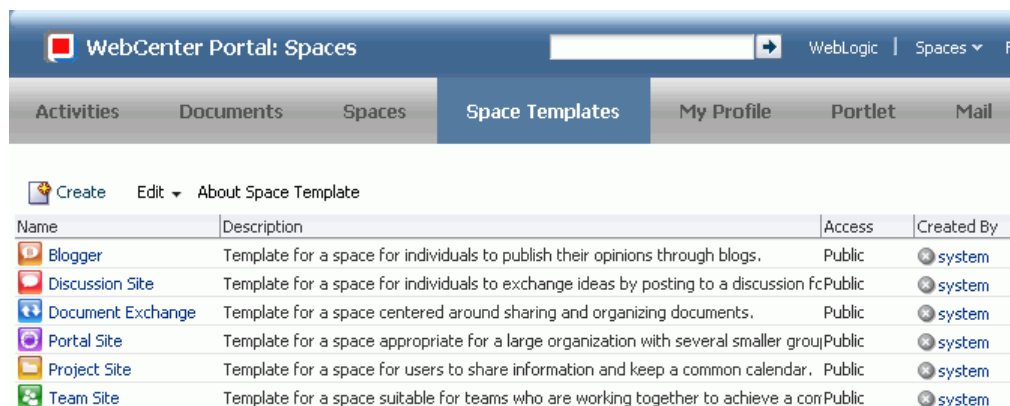 WebCenter Portal: Spaces WebLogic Spaces
Activities Documents Spaces Space Templates My Profile Portlet Mail
Create Edit About Space Template
Name Description Access Created By
Blogger Template for a space for individuals to publish their opinions through blogs. Public system
Discussion Site Template for a space for individuals to exchange ideas by posting to a discussion Public system
Document Exchange Template for a space centered around sharing and organizing documents. Public system
Portal Site Template for a space appropriate for a large organization with several smaller Public system
Project Site Template for a space for users to share information and keep a common calendar. Public system
Team Site Template for a space suitable for teams who are working together to achieve a Public system